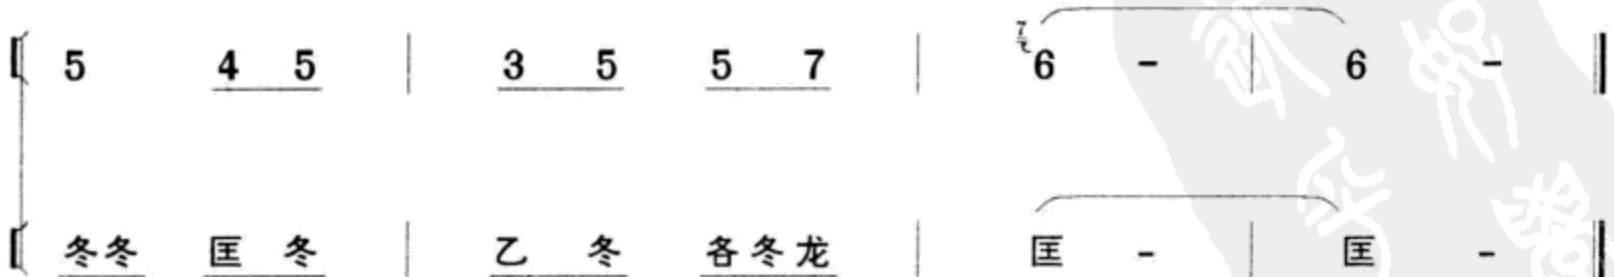 5 4 5 | 3 5 5 7 | 7 6 - | 6 - ‖
冬冬 匡 冬 | 乙 冬 各冬龙 | 匡 - | 匡 - ‖